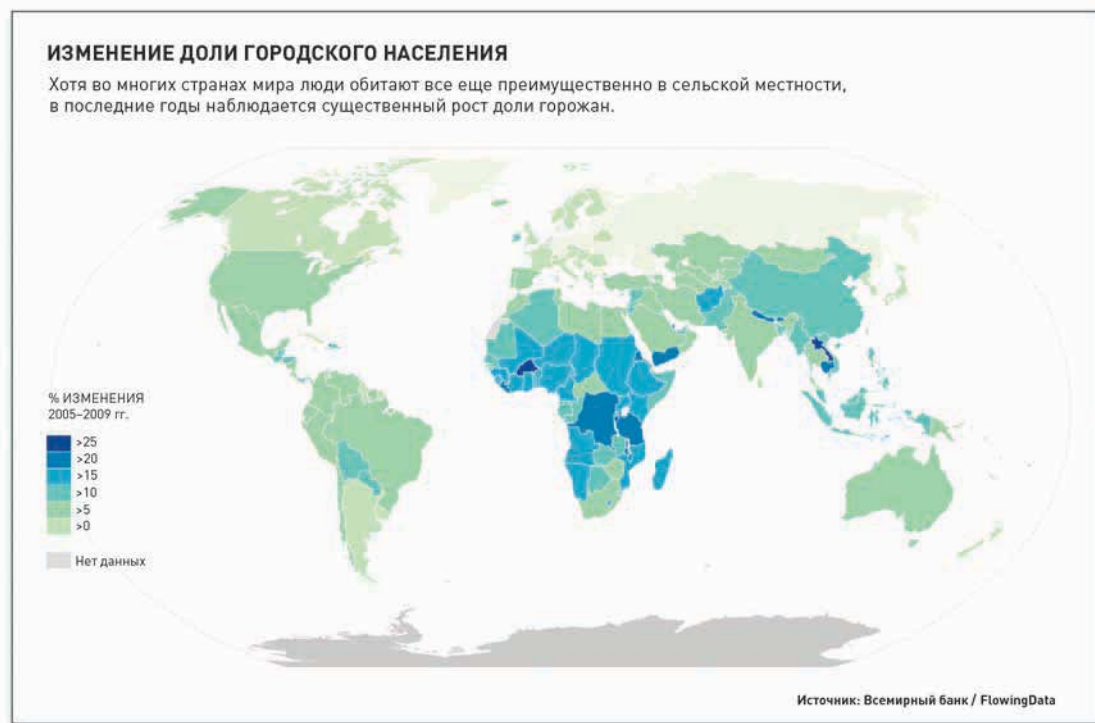 ИЗМЕНЕНИЕ ДОЛИ ГОРОДСКОГО НАСЕЛЕНИЯ
Хотя во многих странах мира люди обитают все еще преимущественно в сельской местности,
в последние годы наблюдается существенный рост доли горожан.
% ИЗМЕНЕНИЯ
2005–2009 гг.
>25
>20
>15
>10
>5
>0
Нет данных
Источник: Всемирный банк / FlowingData